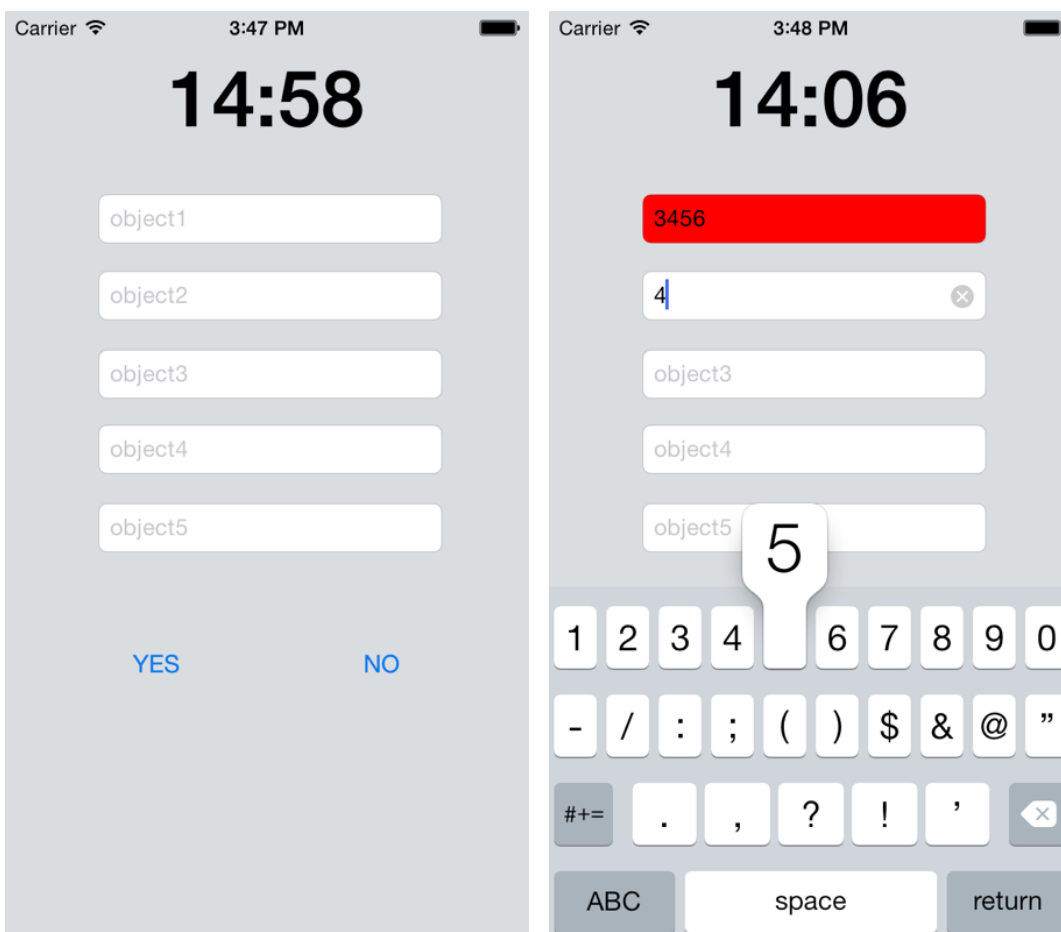 Carrier 3:47 PM
14:58
object1
object2
object3
object4
object5
YES NO
Carrier 3:48 PM
14:06
3456
4
object3
object4
object5
5
1 2 3 4 6 7 8 9 0
- / : ; ( ) $ & @ ”
#+= . , ? ! ’
ABC space return